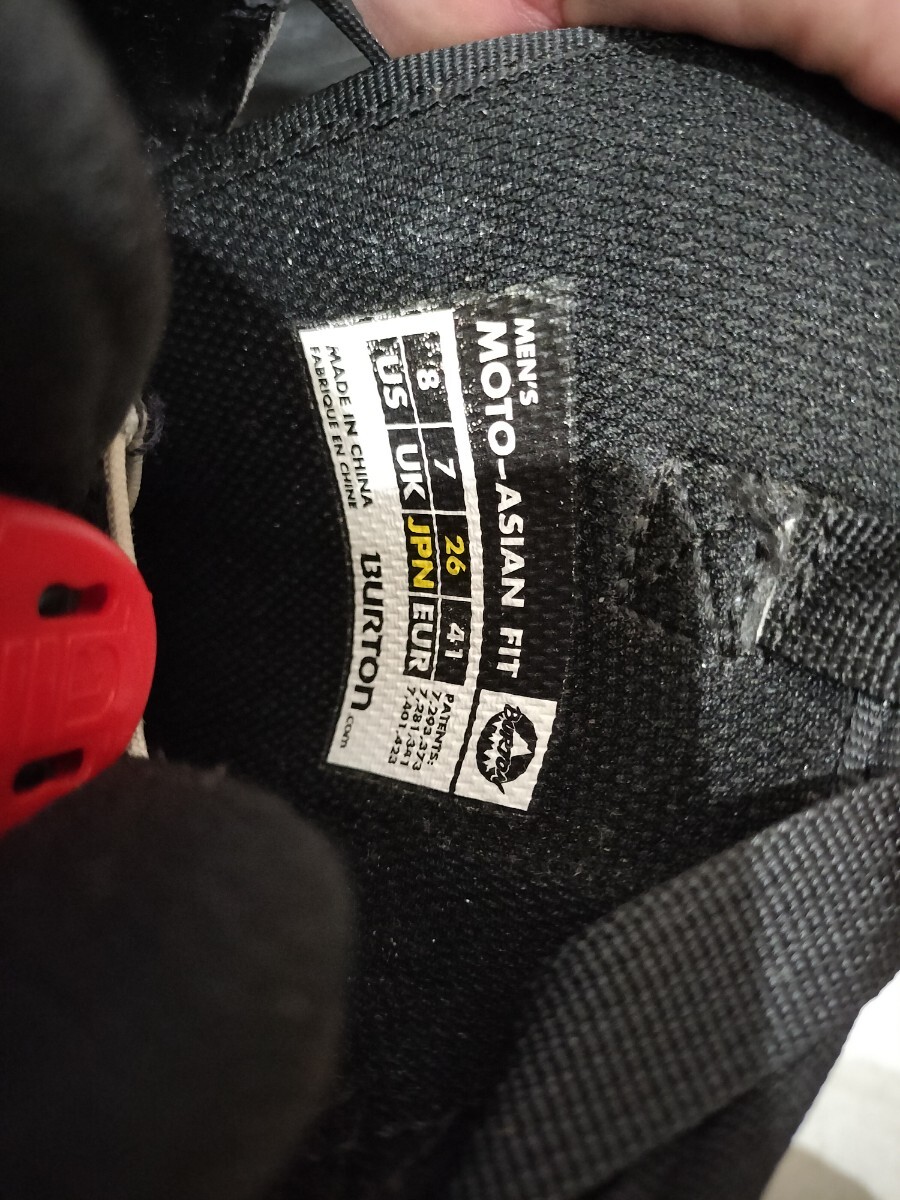 MEN'S
MOTO-ASIAN FIT
BURTON
8 7 26 41
US UK JPN EUR
PATENTS:
7,293,373
7,281,341
7,401,423
MADE IN CHINA
FABRIQUE EN CHINE
BURTON.com